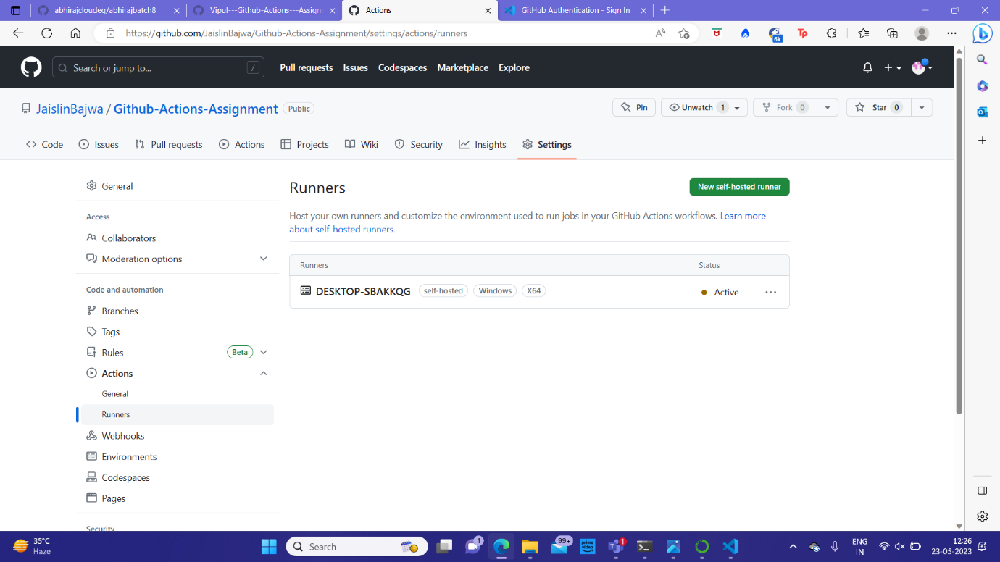 abhirajcloudeq/abhirajbatch8
Vipul---Github-Actions---Assign
Actions
GitHub Authentication - Sign In
https://github.com/JaislinBajwa/Github-Actions-Assignment/settings/actions/runners
6k
Tp
Search or jump to... /
Pull requests Issues Codespaces Marketplace Explore
JaislinBajwa / Github-Actions-Assignment Public
Pin
Unwatch 1
Fork 0
Star 0
Code Issues Pull requests Actions Projects Wiki Security Insights Settings
General
Access
Collaborators
Moderation options
Code and automation
Branches
Tags
Rules Beta
Actions
General
Runners
Webhooks
Environments
Codespaces
Pages
Security
Runners
New self-hosted runner
Host your own runners and customize the environment used to run jobs in your GitHub Actions workflows. Learn more
about self-hosted runners.
Runners Status
DESKTOP-SBAKKQG self-hosted Windows X64 Active
35°C
Haze
Search
1
99+
prime
video
1
ENG
IN
12:26
23-05-2023